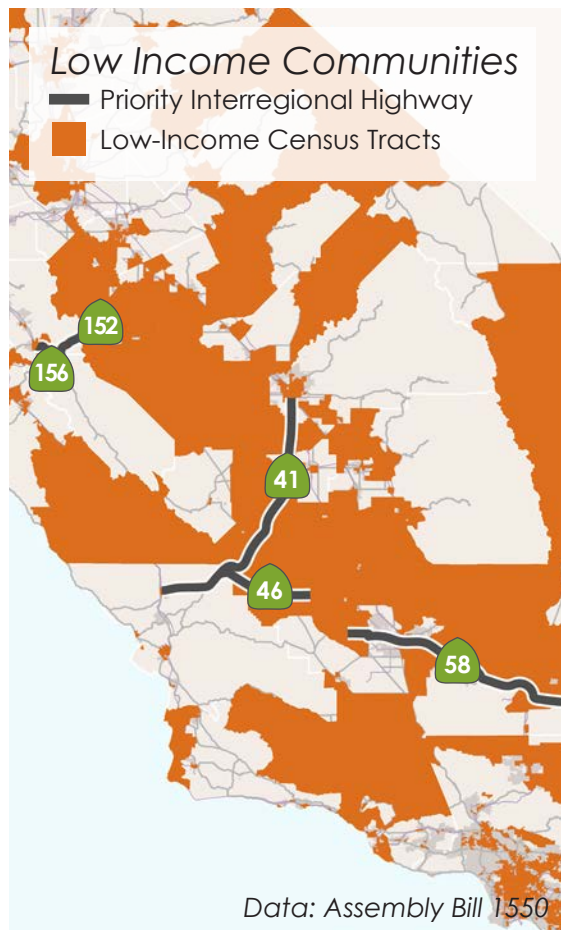 Low Income Communities
Priority Interregional Highway
Low-Income Census Tracts
152
156
41
46
58
Data: Assembly Bill 1550